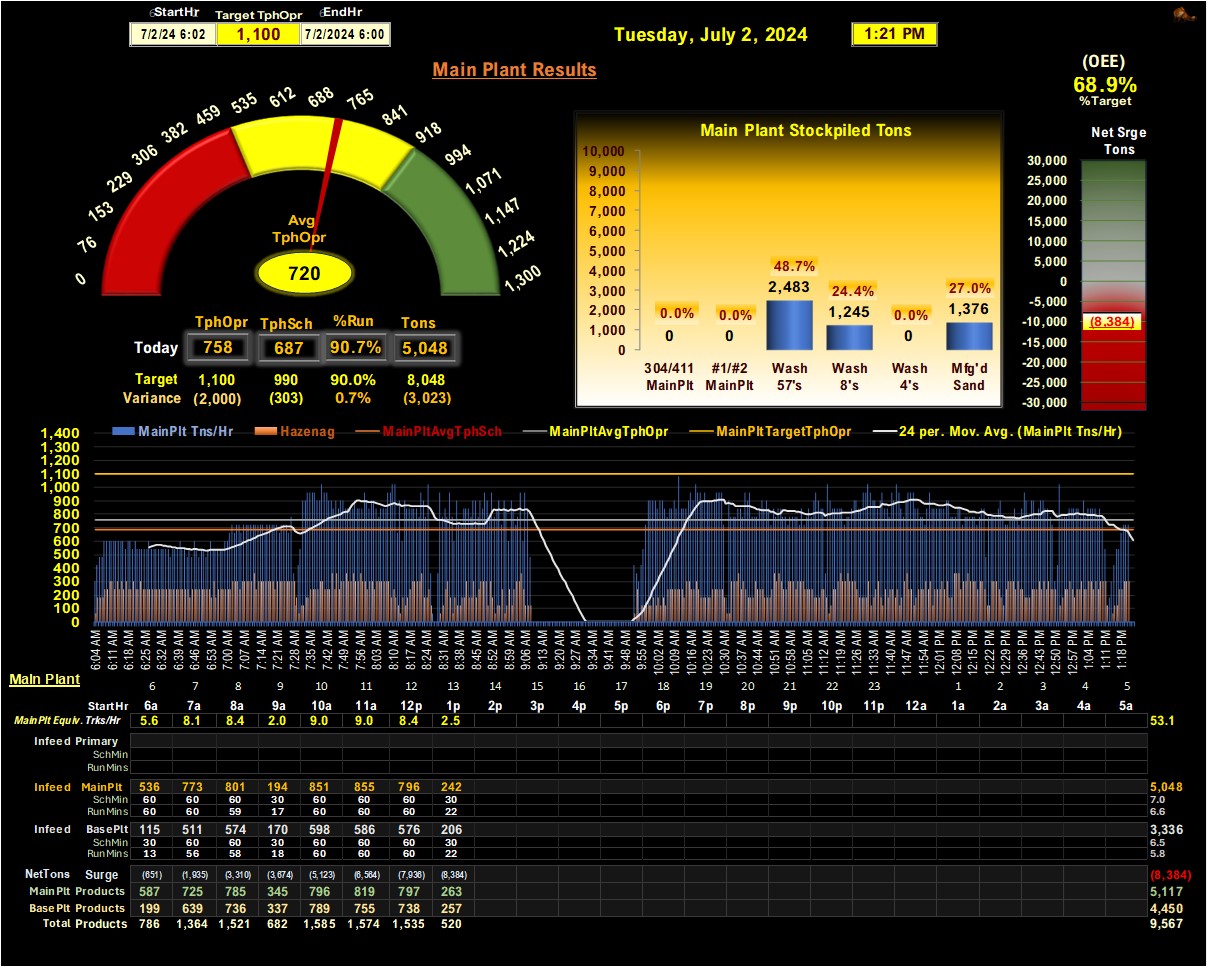 StartHr Target TphOpr EndHr
7/2/24 6:02 1,100 7/2/2024 6:00
Tuesday, July 2, 2024 1:21 PM
Main Plant Results
(OEE)
68.9%
%Target
0 76 153 229 306 382 459 535 612 688 765 841 918 994 1,071 1,147 1,224 1,300
Avg
TphOpr
720
TphOpr TphSch %Run Tons
Today 758 687 90.7% 5,048
Target 1,100 990 90.0% 8,048
Variance (2,000) (303) 0.7% (3,023)
Main Plant Stockpiled Tons
10,000
9,000
8,000
7,000
6,000
5,000
4,000
3,000
2,000
1,000
0
0.0% 0.0% 48.7% 24.4% 0.0% 27.0%
0 0 2,483 1,245 0 1,376
304/411 #1/#2 Wash Wash Wash Mfg'd
MainPlt MainPlt 57's 8's 4's Sand
Net Srge
Tons
30,000
25,000
20,000
15,000
10,000
5,000
0
-5,000
-10,000
-15,000
-20,000
-25,000
-30,000
(8,384)
MainPlt Tns/Hr Hazenag MainPltAvgTphSch MainPltAvgTphOpr MainPltTargetTphOpr 24 per. Mov. Avg. (MainPlt Tns/Hr)
1,400
1,300
1,200
1,100
1,000
900
800
700
600
500
400
300
200
100
0
6:04 AM 6:11 AM 6:18 AM 6:25 AM 6:32 AM 6:39 AM 6:46 AM 6:53 AM 7:00 AM 7:07 AM 7:14 AM 7:21 AM 7:28 AM 7:35 AM 7:42 AM 7:49 AM 7:56 AM 8:03 AM 8:10 AM 8:17 AM 8:24 AM 8:31 AM 8:38 AM 8:45 AM 8:52 AM 8:59 AM 9:06 AM 9:13 AM 9:20 AM 9:27 AM 9:34 AM 9:41 AM 9:48 AM 9:55 AM 10:02 AM 10:09 AM 10:16 AM 10:23 AM 10:30 AM 10:37 AM 10:44 AM 10:51 AM 10:58 AM 11:05 AM 11:12 AM 11:19 AM 11:26 AM 11:33 AM 11:40 AM 11:47 AM 11:54 AM 12:01 PM 12:08 PM 12:15 PM 12:22 PM 12:29 PM 12:36 PM 12:43 PM 12:50 PM 12:57 PM 1:04 PM 1:11 PM 1:18 PM
Main Plant
6 7 8 9 10 11 12 13 14 15 16 17 18 19 20 21 22 23 1 2 3 4 5
StartHr 6a 7a 8a 9a 10a 11a 12p 1p 2p 3p 4p 5p 6p 7p 8p 9p 10p 11p 12a 1a 2a 3a 4a 5a
MainPlt Equiv. Trks/Hr 5.6 8.1 8.4 2.0 9.0 9.0 8.4 2.5 53.1
Infeed Primary
SchMin
RunMins
Infeed MainPlt 536 773 801 194 851 855 796 242 5,048
SchMin 60 60 60 30 60 60 60 30 7.0
RunMins 60 60 59 17 60 60 60 22 6.6
Infeed BasePlt 115 511 574 170 598 586 576 206 3,336
SchMin 30 60 60 30 60 60 60 30 6.5
RunMins 13 56 58 18 60 60 60 22 5.8
NetTons Surge (651) (1,935) (3,310) (3,674) (5,123) (6,564) (7,936) (8,384) (8,384)
MainPlt Products 587 725 785 345 796 819 797 263 5,117
BasePlt Products 199 639 736 337 789 755 738 257 4,450
Total Products 786 1,364 1,521 682 1,585 1,574 1,535 520 9,567